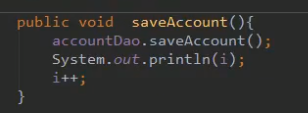 public void  saveAccount(){
    accountDao.saveAccount();
    System.out.println(i);
    i++;
}